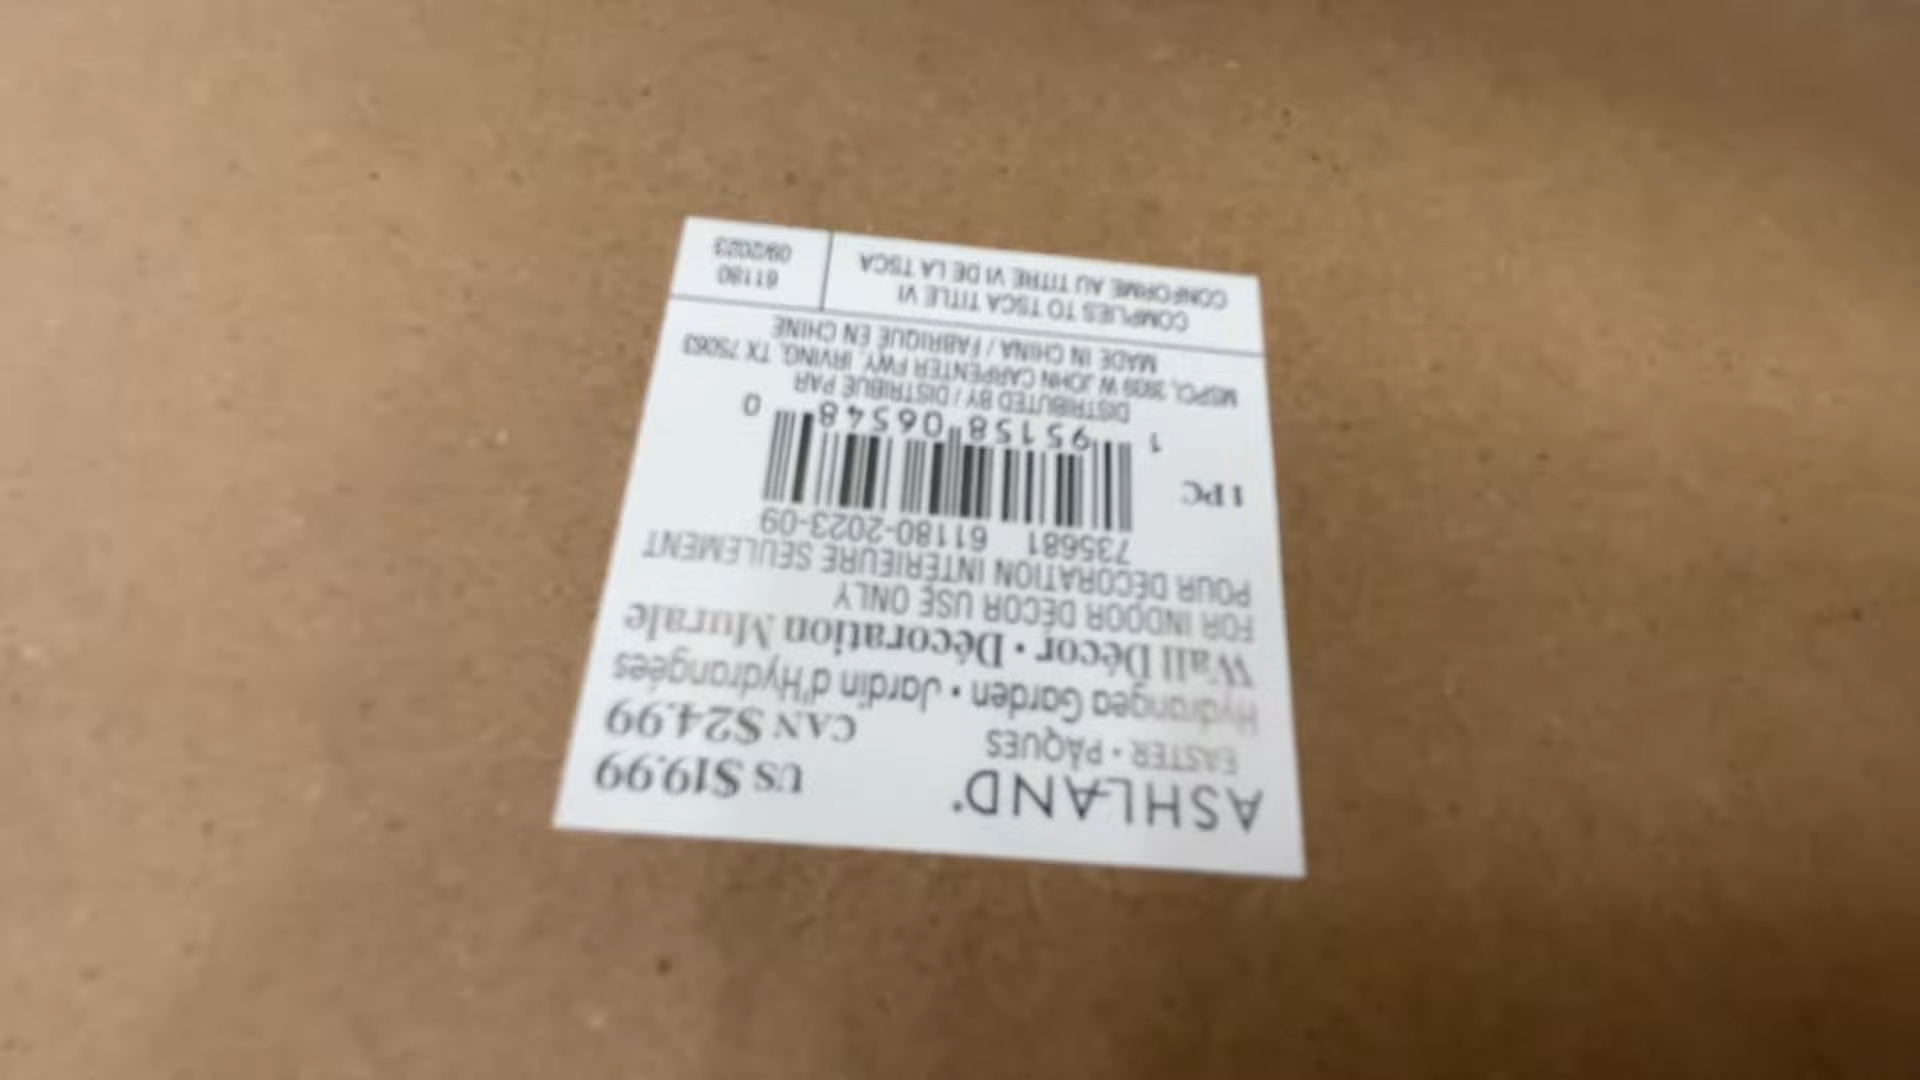 ASHLAND®
US $19.99
EASTER • PÂQUES
CAN $24.99
Hydrangea Garden • Jardin d'Hydrangées
Wall Décor • Décoration Murale
FOR INDOOR DÉCOR USE ONLY
POUR DÉCORATION INTÉRIEURE SEULEMENT
735681 61180-2023-09
1 PC
1 95158 06548 0
DISTRIBUTED BY / DISTRIBUÉ PAR
MSPCI, 3939 W JOHN CARPENTER FWY, IRVING, TX 75063
MADE IN CHINA / FABRIQUÉ EN CHINE
COMPLIES TO TSCA TITLE VI
CONFORME AU TITRE VI DE LA TSCA
61180
09/2023